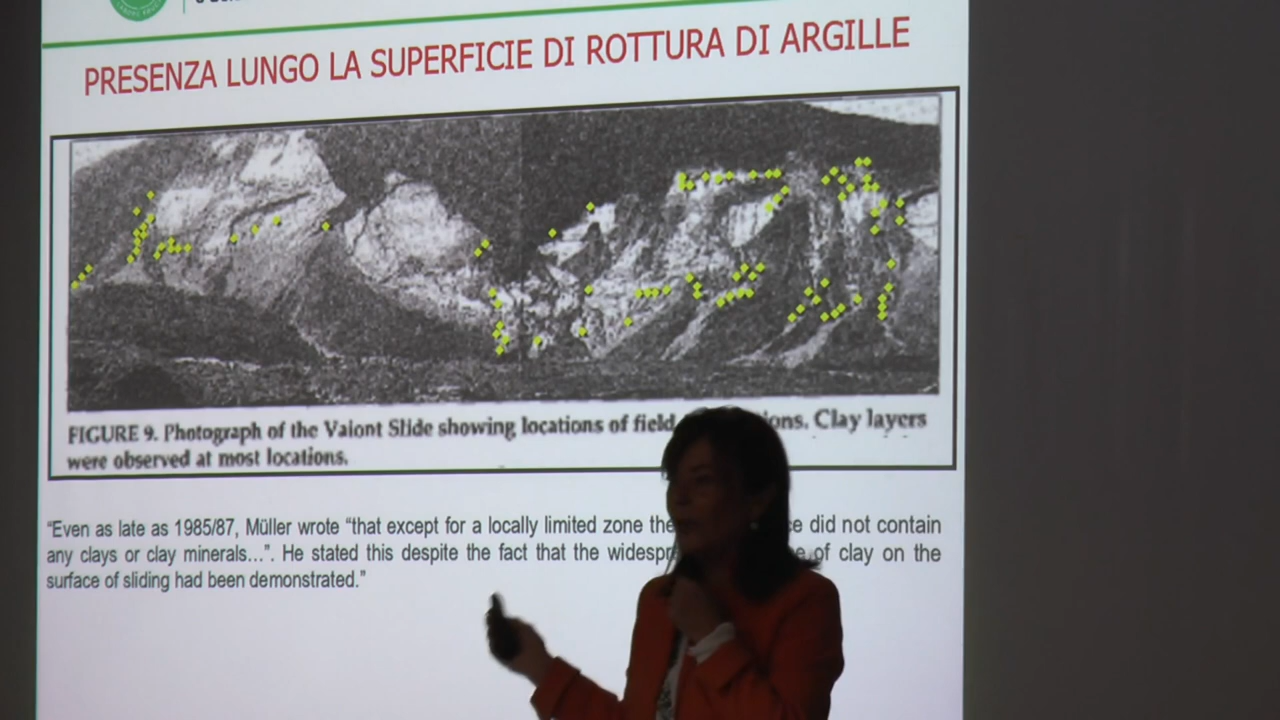 PRESENZA LUNGO LA SUPERFICIE DI ROTTURA DI ARGILLE
FIGURE 9. Photograph of the Vaiont Slide showing locations of field ons. Clay layers
were observed at most locations.
“Even as late as 1985/87, Müller wrote “that except for a locally limited zone the e did not contain
any clays or clay minerals…”. He stated this despite the fact that the widespr e of clay on the
surface of sliding had been demonstrated.”